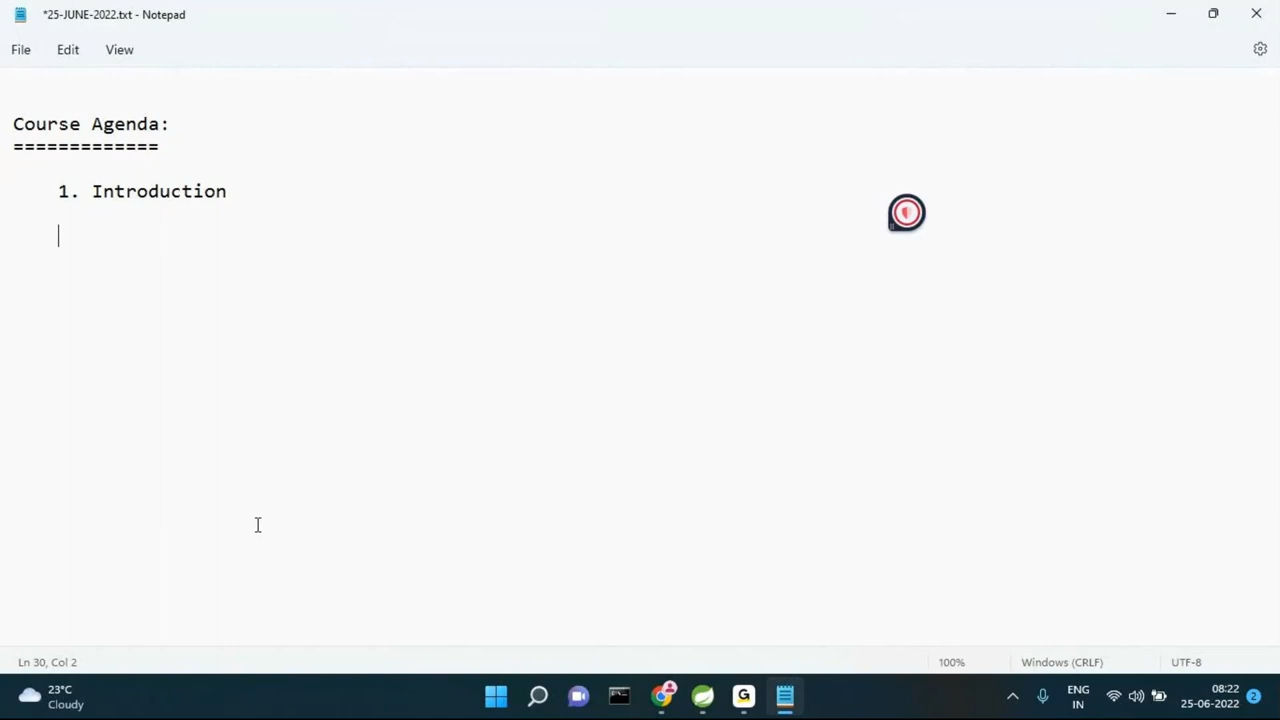 *25-JUNE-2022.txt - Notepad
File Edit View
Course Agenda:
=============
1. Introduction
Ln 30, Col 2 100% Windows (CRLF) UTF-8
23°C
Cloudy
G
ENG
IN
08:22
25-06-2022
2